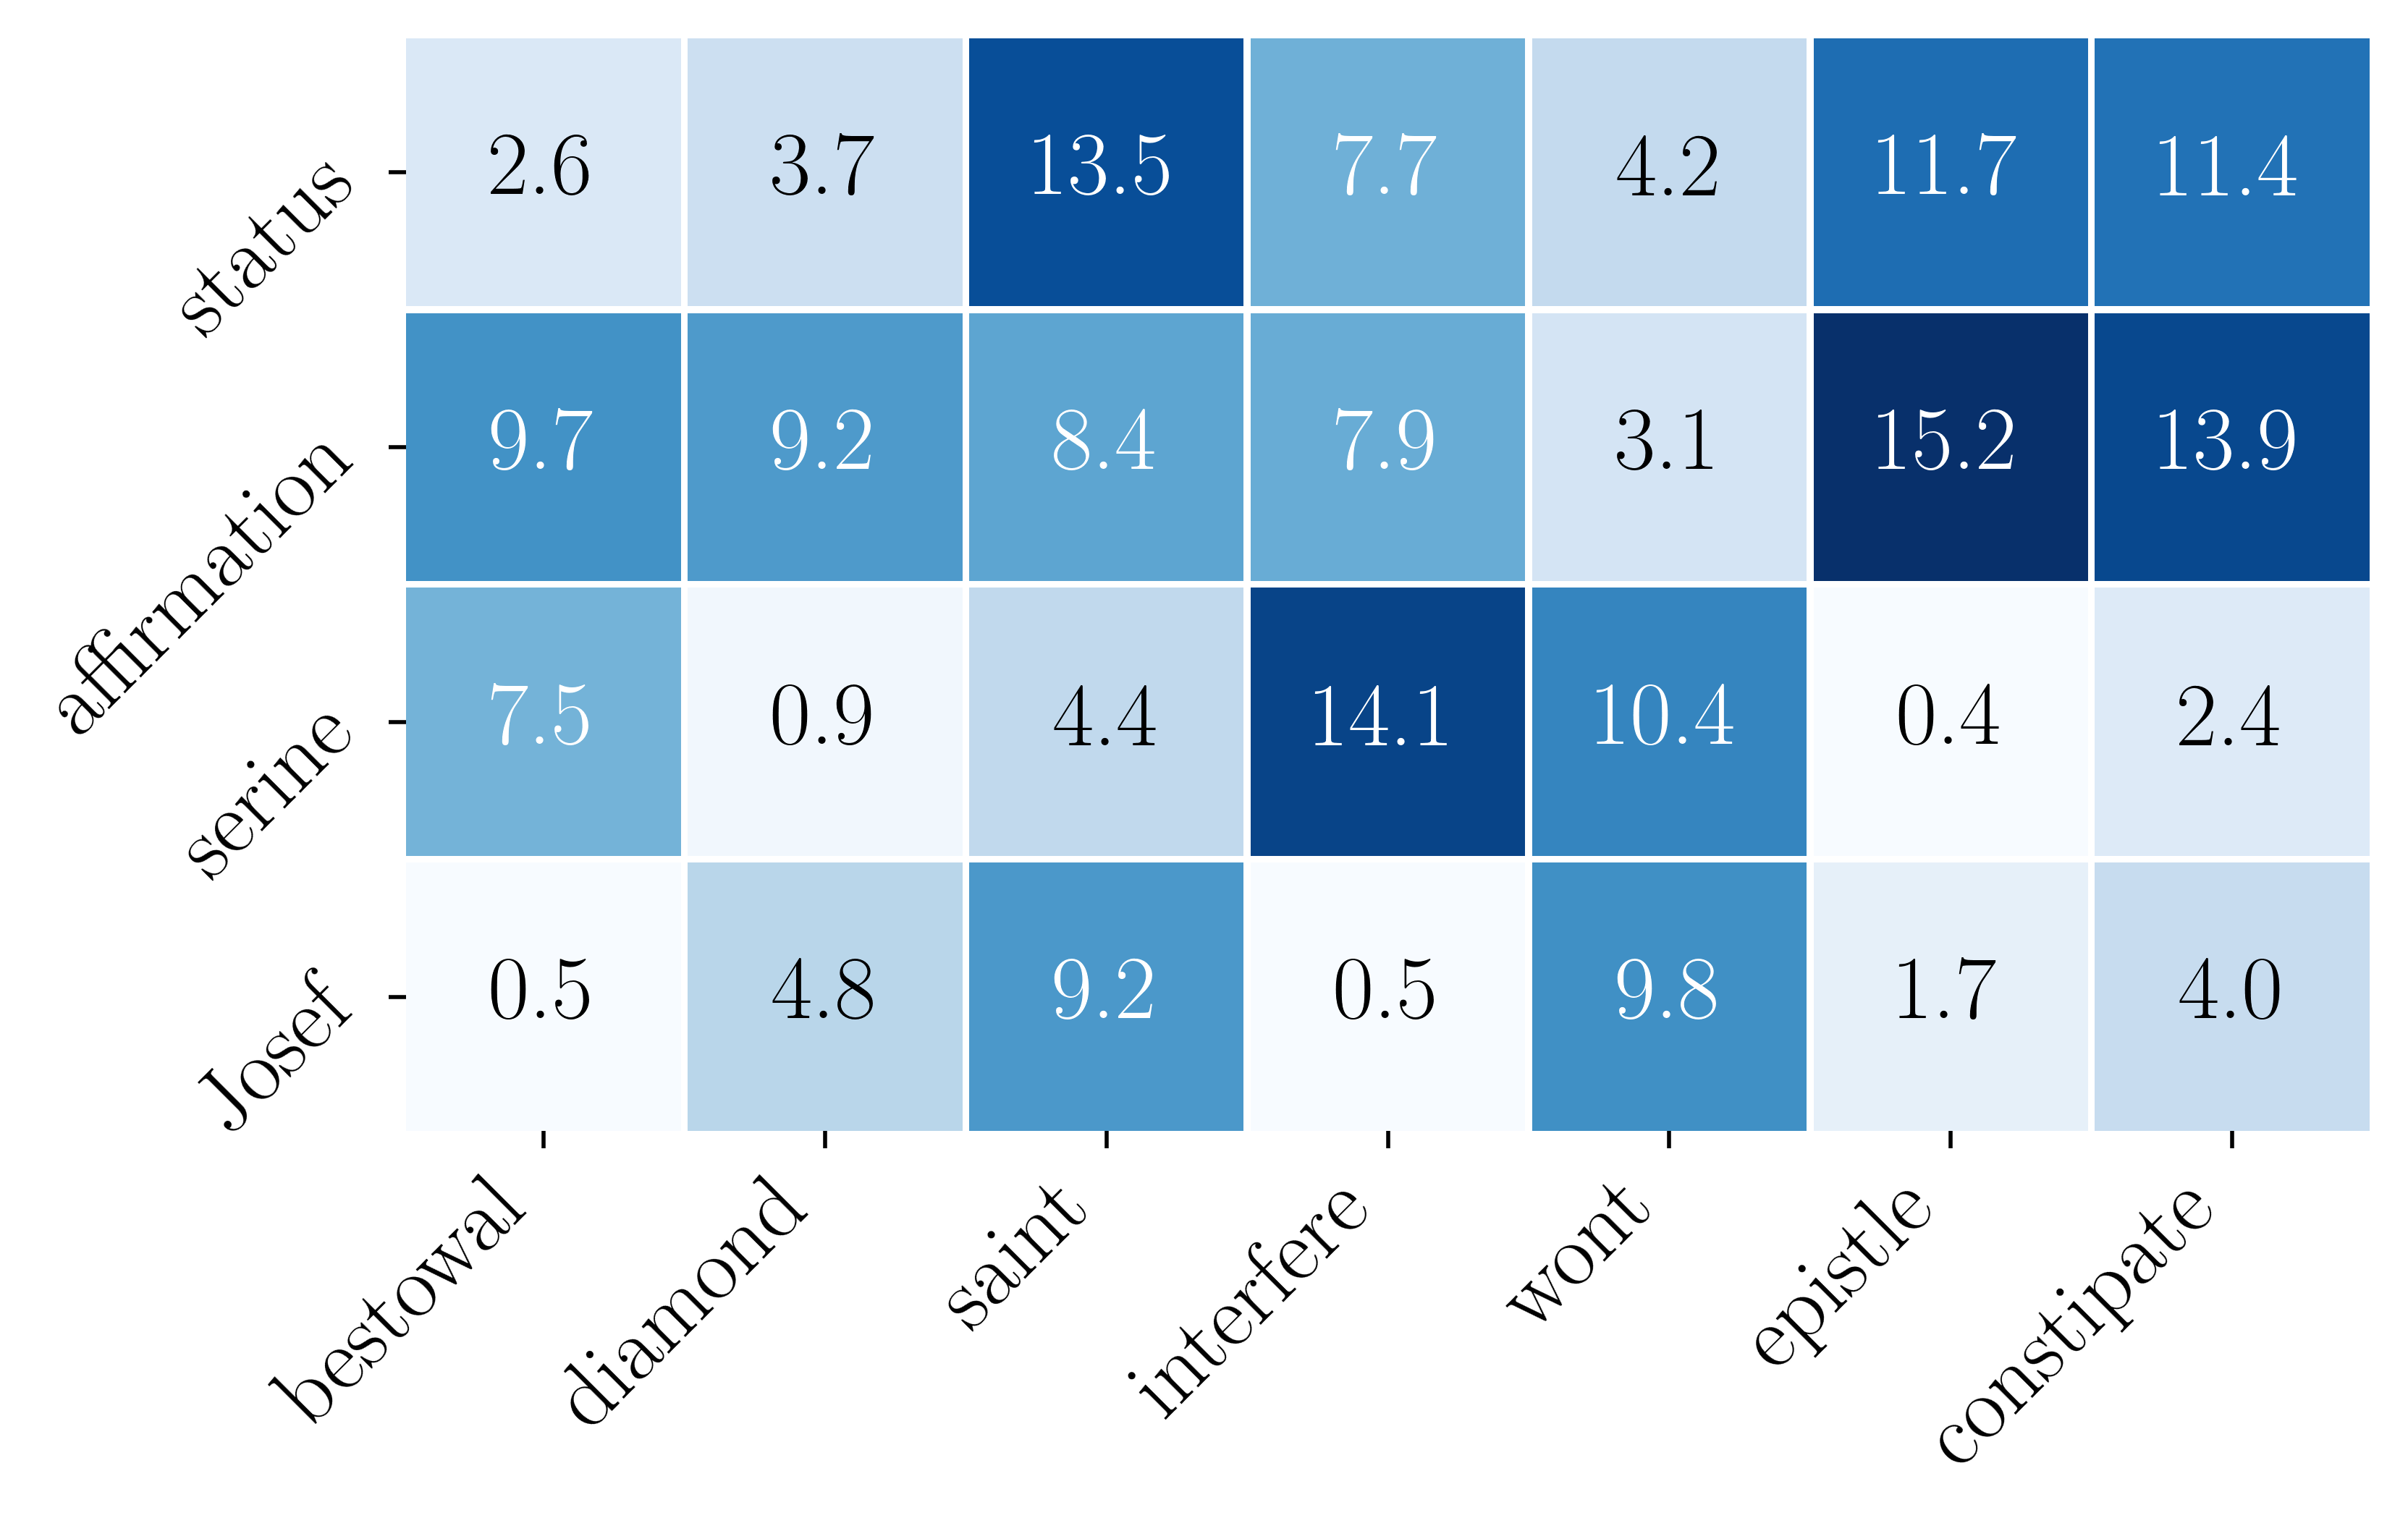 status 2.6 3.7 13.5 7.7 4.2 11.7 11.4
affirmation 9.7 9.2 8.4 7.9 3.1 15.2 13.9
serine 7.5 0.9 4.4 14.1 10.4 0.4 2.4
Josef 0.5 4.8 9.2 0.5 9.8 1.7 4.0
bestowal diamond saint interfere wont epistle constipate